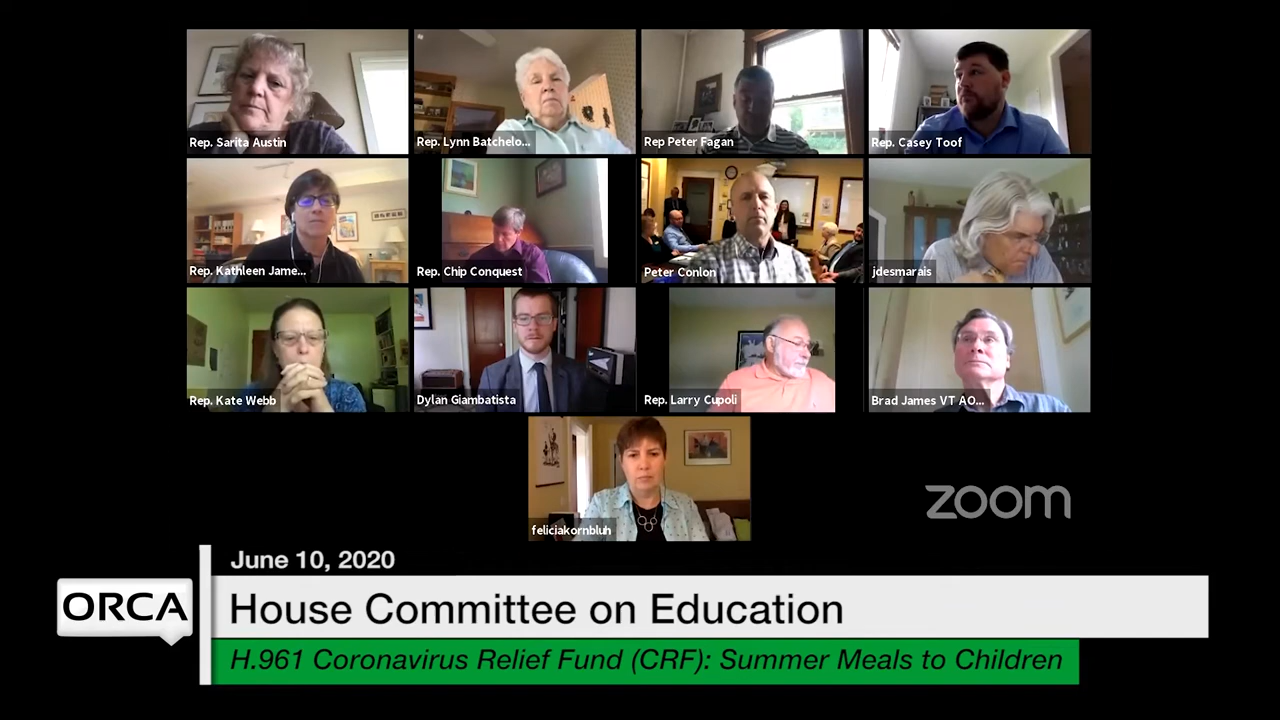 Rep. Sarita Austin
Rep. Lynn Batchelo...
Rep Peter Fagan
Rep. Casey Toof
Rep. Kathleen Jame...
Rep. Chip Conquest
Peter Conlon
jdesmarais
Rep. Kate Webb
Dylan Giambatista
Rep. Larry Cupoli
Brad James VT AO...
feliciakornbluh
zoom
June 10, 2020
ORCA
House Committee on Education
H.961 Coronavirus Relief Fund (CRF): Summer Meals to Children